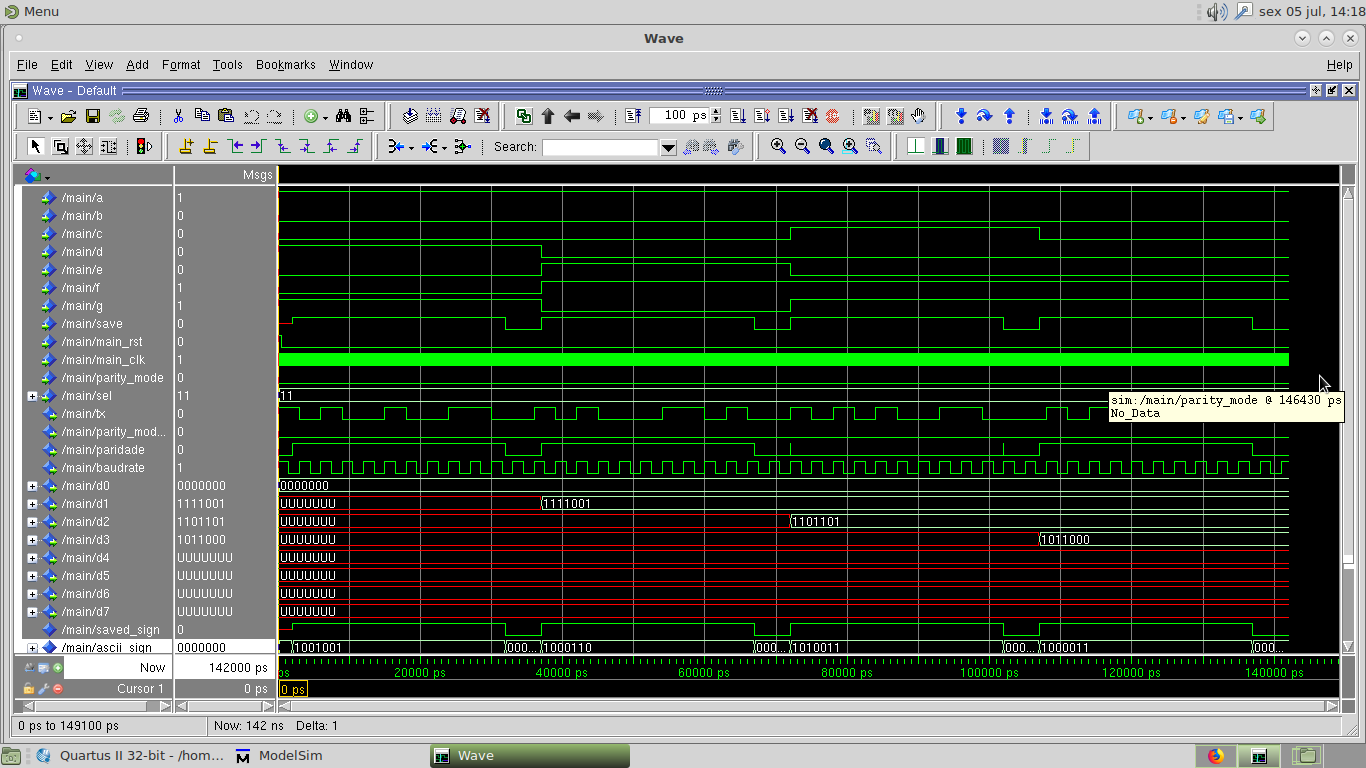 Menu
sex 05 jul, 14:18
Wave
File Edit View Add Format Tools Bookmarks Window Help
Wave - Default
100 ps
Search:
Msgs
/main/a 1
/main/b 0
/main/c 0
/main/d 0
/main/e 0
/main/f 1
/main/g 1
/main/save 0
/main/main_rst 0
/main/main_clk 1
/main/parity_mode 0
/main/sel 11 11
sim:/main/parity_mode @ 146430 ps
No_Data
/main/tx 0
/main/parity_mod... 0
/main/paridade 0
/main/baudrate 1
/main/d0 0000000 0000000
/main/d1 1111001 UUUUUUU 1111001
/main/d2 1101101 UUUUUUU 1101101
/main/d3 1011000 UUUUUUU 1011000
/main/d4 UUUUUUU UUUUUUU
/main/d5 UUUUUUU UUUUUUU
/main/d6 UUUUUUU UUUUUUU
/main/d7 UUUUUUU UUUUUUU
/main/saved_sign 0
/main/ascii_sign 0000000 1001001 000... 1000110 000... 1010011 000... 1000011 000...
Now 142000 ps ps 20000 ps 40000 ps 60000 ps 80000 ps 100000 ps 120000 ps 140000 ps
Cursor 1 0 ps 0 ps
0 ps to 149100 ps Now: 142 ns Delta: 1
Quartus II 32-bit - /hom... ModelSim Wave